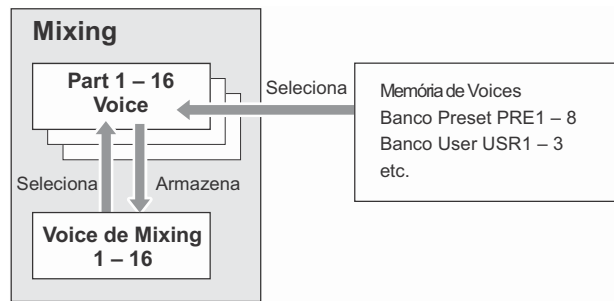 Mixing
Part 1 – 16
Voice
Seleciona
Memória de Voices
Banco Preset PRE1 – 8
Banco User USR1 – 3
etc.
Seleciona
Armazena
Voice de Mixing
1 – 16